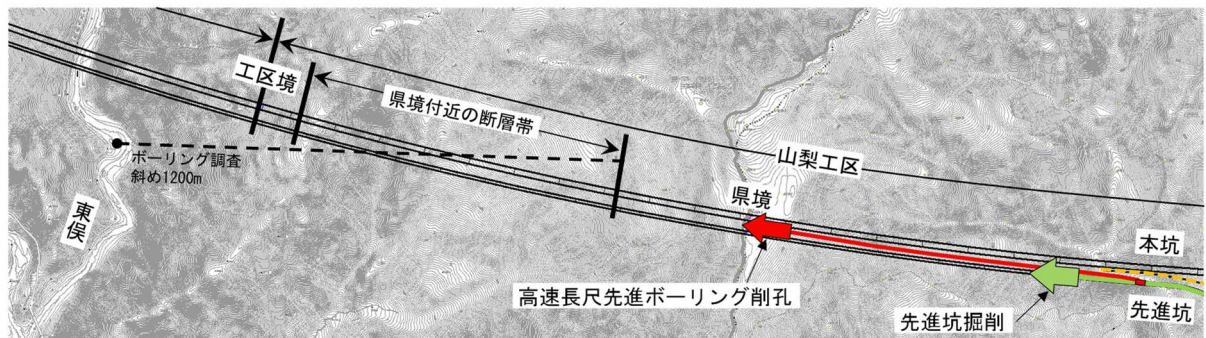 工区境
県境付近の断層帯
ボーリング調査
斜め1200m
東俣
山梨工区
県境
高速長尺先進ボーリング削孔
本坑
先進坑
先進坑掘削